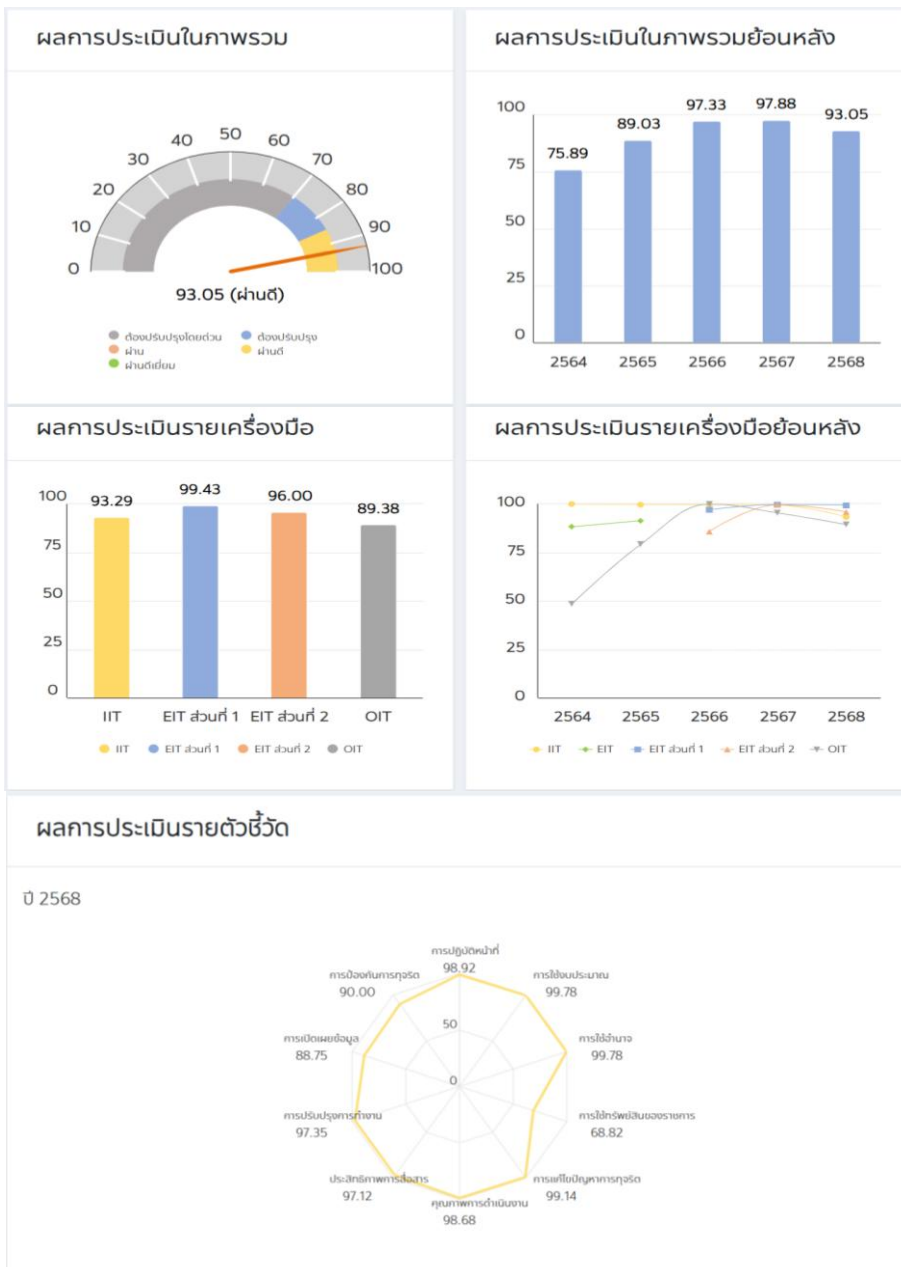 ผลการประเมินในภาพรวม
0 10 20 30 40 50 60 70 80 90 100
93.05 (ผ่านดี)
ต้องปรับปรุงโดยด่วน ต้องปรับปรุง
ผ่าน ผ่านดี
ผ่านดีเยี่ยม
ผลการประเมินในภาพรวมย้อนหลัง
100
75
50
25
0
75.89 89.03 97.33 97.88 93.05
2564 2565 2566 2567 2568
ผลการประเมินรายเครื่องมือ
100
75
50
25
0
93.29 99.43 96.00 89.38
IIT EIT ส่วนที่ 1 EIT ส่วนที่ 2 OIT
IIT EIT ส่วนที่ 1 EIT ส่วนที่ 2 OIT
ผลการประเมินรายเครื่องมือย้อนหลัง
100
75
50
25
0
2564 2565 2566 2567 2568
IIT EIT EIT ส่วนที่ 1 EIT ส่วนที่ 2 OIT
ผลการประเมินรายตัวชี้วัด
ปี 2568
การปฏิบัติหน้าที่
98.92
การใช้งบประมาณ
99.78
การใช้อำนาจ
99.78
การใช้ทรัพย์สินของราชการ
68.82
การแก้ไขปัญหาการทุจริต
99.14
คุณภาพการดำเนินงาน
98.68
ประสิทธิภาพการสื่อสาร
97.12
การปรับปรุงการทำงาน
97.35
การเปิดเผยข้อมูล
88.75
การป้องกันการทุจริต
90.00
50
0